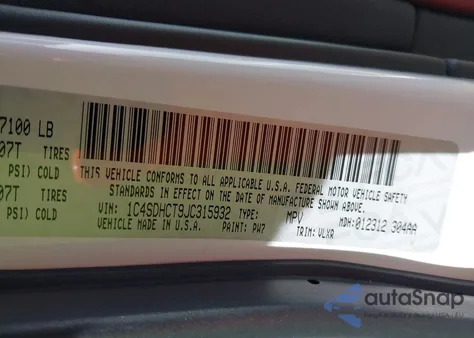 7100 LB
07T TIRES
PSI) COLD
07T TIRES
PSI) COLD
THIS VEHICLE CONFORMS TO ALL APPLICABLE U.S.A. FEDERAL MOTOR VEHICLE SAFETY
STANDARDS IN EFFECT ON THE DATE OF MANUFACTURE SHOWN ABOVE.
VIN: 1C4SDHCT9JC315932 TYPE: MPV MDH: 012312 304AA
VEHICLE MADE IN U.S.A. PAINT: PW7 TRIM: VLXR
autoSnap